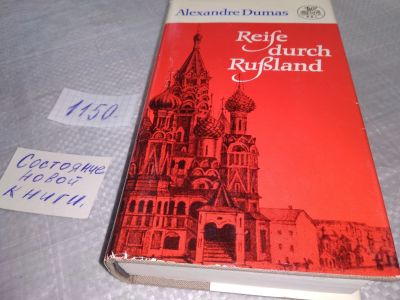 Alexandre Dumas
Reise
durch
Rußland
1150
Состояние
новой
книги.